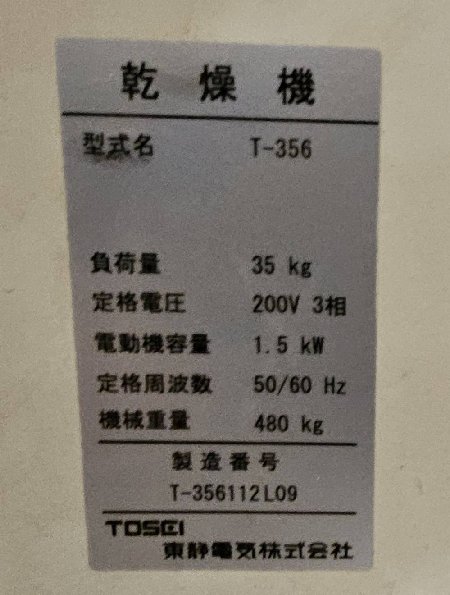 乾燥機
型式名 T-356
負荷量 35 kg
定格電圧 200V 3相
電動機容量 1.5 kW
定格周波数 50/60 Hz
機械重量 480 kg
製造番号
T-356112L09
TOSEI
東静電気株式会社